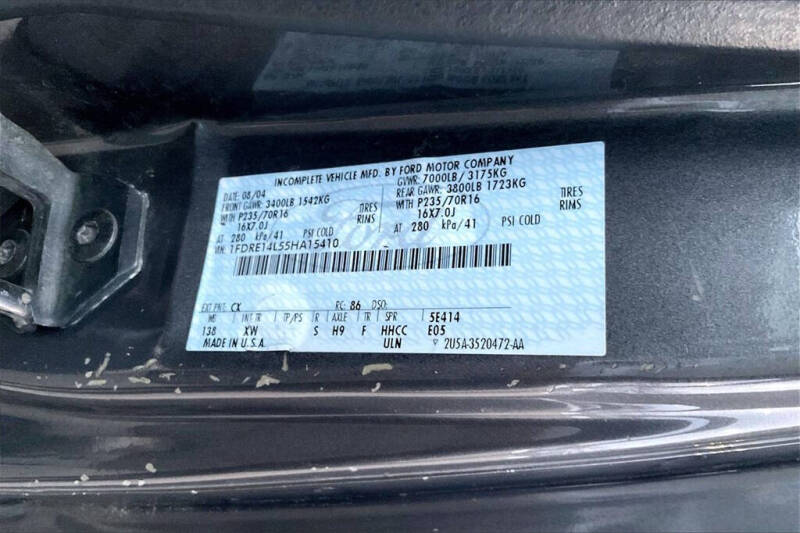 INCOMPLETE VEHICLE MFD. BY FORD MOTOR COMPANY
DATE: 08/04 GVWR: 7000LB / 3175KG
FRONT GAWR: 3400LB 1542KG REAR GAWR: 3800LB 1723KG
WITH P235/70R16 TIRES WITH P235/70R16 TIRES
16X7.0J RIMS 16X7.0J RIMS
AT 280 kPa/41 PSI COLD AT 280 kPa/41 PSI COLD
VIN: 1FDRE14L55HA15410
Ford
EXT PNT: CX RC: 86 DSO:
WB INT TR TP/PS R AXLE TR SPR 5E414
138 XW S H9 F HHCC E05
MADE IN U.S.A. ULN 2U5A-3520472-AA